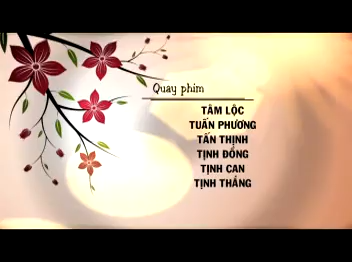 Quay phim
TÂM LỘC
TUẤN PHƯƠNG
TẤN THỊNH
TỊNH ĐỒNG
TỊNH CAN
TỊNH THẮNG